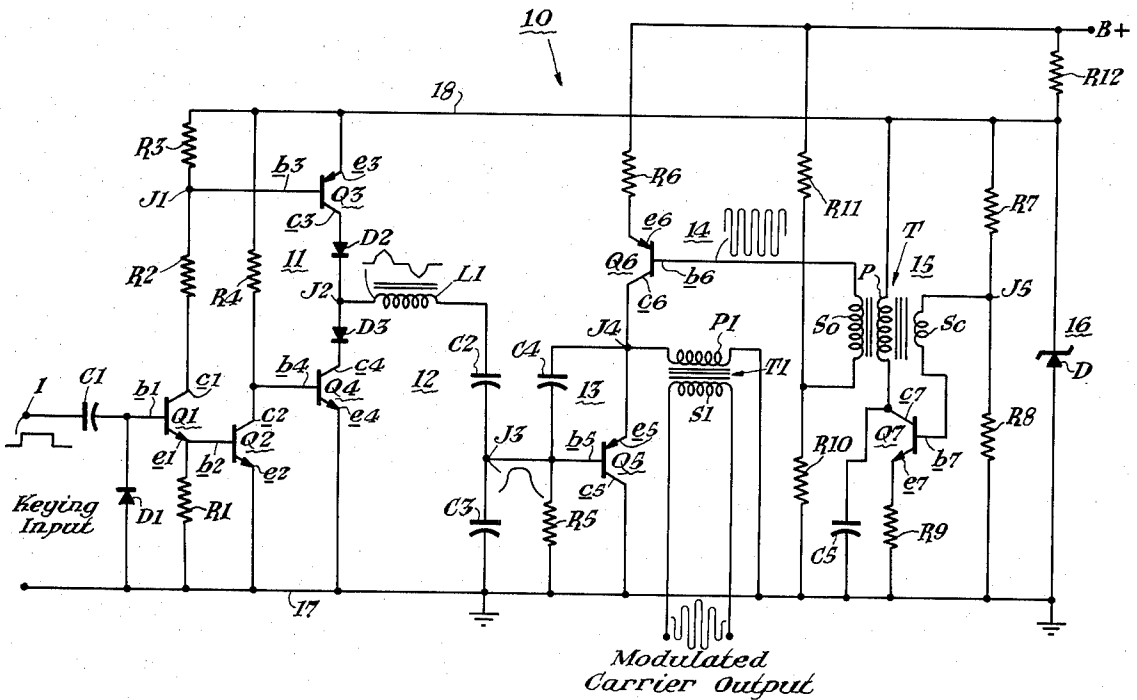 10
B+
R12
18
R3
b3
e3
Q3
J1
c3
R6
R11
R7
D2
11
e6
14
T
R2
R4
J2
L1
Q6
b6
c6
P
15
J5
So
Sc
D3
J4
P1
16
D
C2
C4
T1
c4
b4
Q4
12
13
S1
e4
I
C1
b1
c1
Q1
c2
Q2
e1
b2
e2
J3
b5
e5
Q5
c5
c7
Q7
b7
e7
R10
R8
Keying
Input
D1
R1
C3
R5
C5
R9
17
Modulated
Carrier Output